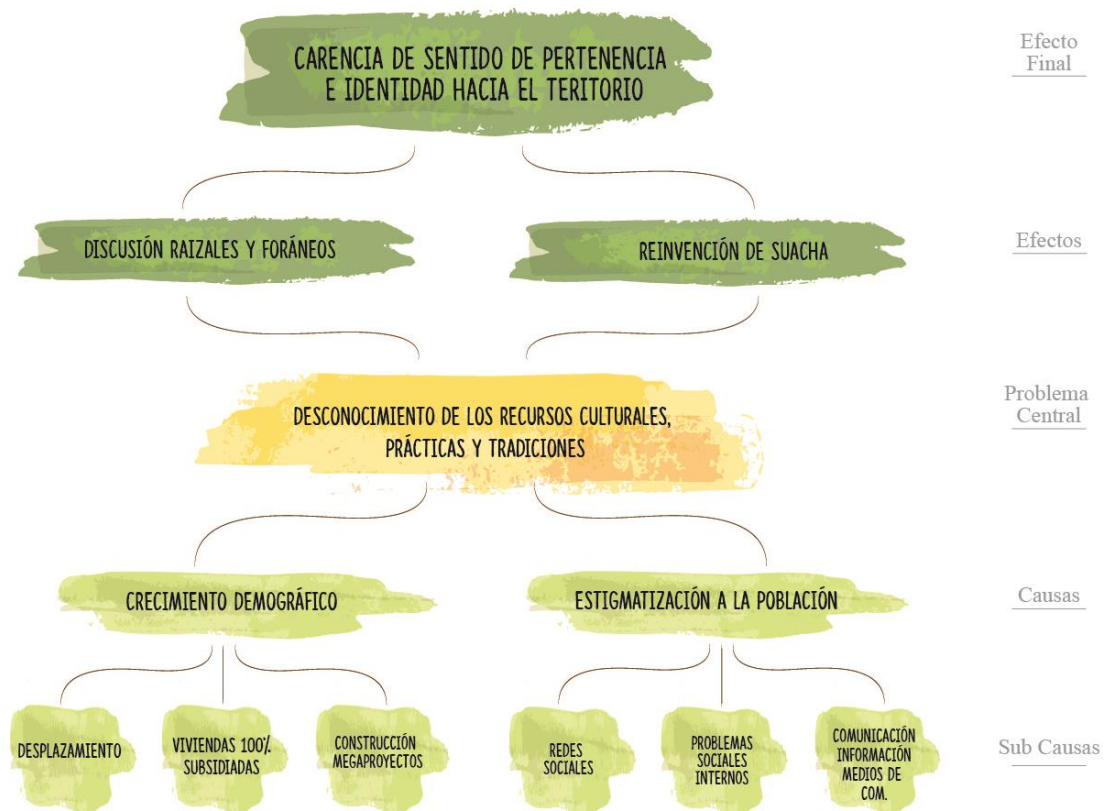 CARENCIA DE SENTIDO DE PERTENENCIA
E IDENTIDAD HACIA EL TERITORIO
Efecto
Final
DISCUSIÓN RAIZALES Y FORÁNEOS
REINVENCIÓN DE SUACHA
Efectos
DESCONOCIMIENTO DE LOS RECURSOS CULTURALES,
PRÁCTICAS Y TRADICIONES
Problema
Central
CRECIMIENTO DEMOGRÁFICO
ESTIGMATIZACIÓN A LA POBLACIÓN
Causas
DESPLAZAMIENTO
VIVIENDAS 100%
SUBSIDIADAS
CONSTRUCCIÓN
MEGAPROYECTOS
REDES
SOCIALES
PROBLEMAS
SOCIALES
INTERNOS
COMUNICACIÓN
INFORMACIÓN
MEDIOS DE
COM.
Sub Causas